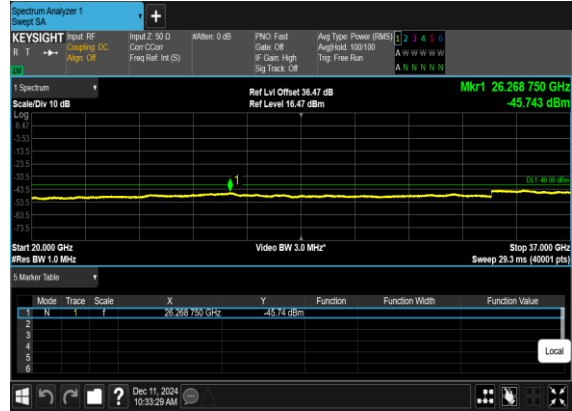 Spectrum Analyzer 1
Swept SA
+
KEYSIGHT Input: RF Input Z: 50 Ω #Atten: 0 dB PNO: Fast Avg Type: Power (RMS) 1 2 3 4 5 6
R T Coupling: DC Corr CCorr Gate: Off Avg|Hold: 100/100 A W W W W W
Align: Off Freq Ref: Int (S) IF Gain: High Trig: Free Run
LW Sig Track: Off A N N N N N
1 Spectrum Ref Lvl Offset 36.47 dB Mkr1 26.268 750 GHz
Scale/Div 10 dB Ref Level 16.47 dBm -45.743 dBm
Log
6.47
-3.53
-13.5
-23.5
-33.5
-43.5
-53.5
-63.5
-73.5
1
DL1 -40.00 dBm
Start 20.000 GHz Video BW 3.0 MHz* Stop 37.000 GHz
#Res BW 1.0 MHz Sweep 29.3 ms (40001 pts)
5 Marker Table
Mode Trace Scale X Y Function Function Width Function Value
1 N 1 f 26.268 750 GHz -45.74 dBm
2
3
4
5
6
Local
? Dec 11, 2024
10:33:29 AM